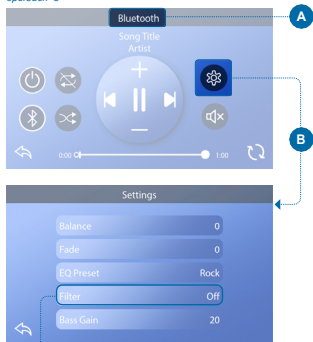 Bluetooth
A
Song Title
Artist
B
0:00
1:00
Settings
Balance 0
Fade 0
EQ Preset Rock
Filter Off
Bass Gain 20